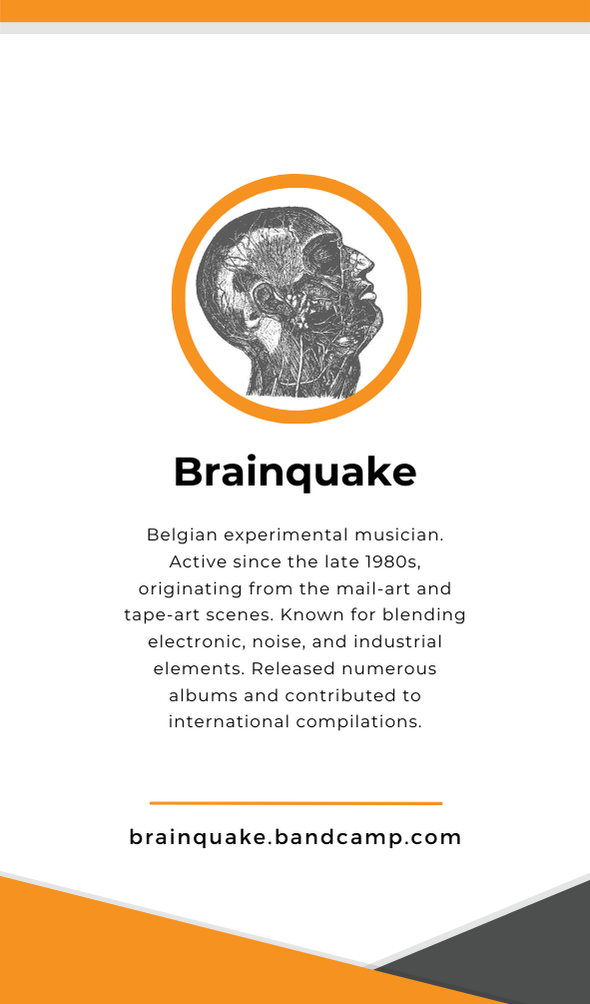 Brainquake
Belgian experimental musician.
Active since the late 1980s,
originating from the mail-art and
tape-art scenes. Known for blending
electronic, noise, and industrial
elements. Released numerous
albums and contributed to
international compilations.
brainquake.bandcamp.com